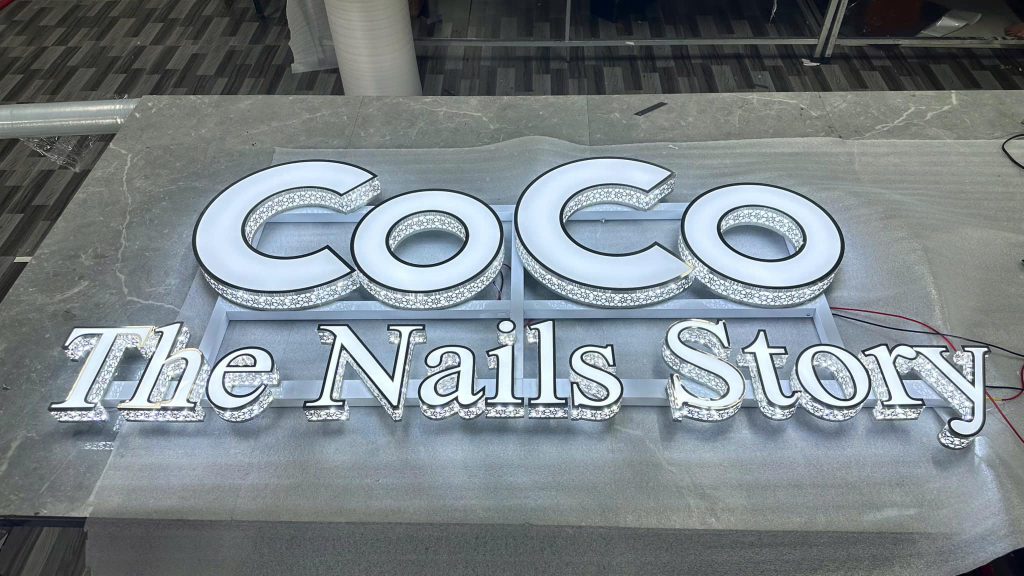 CoCo
The Nails Story